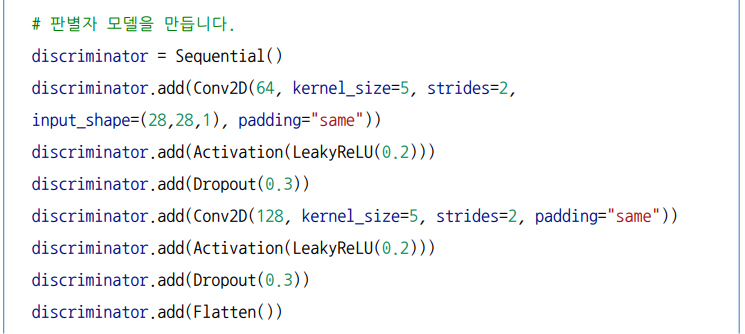 # 판별자 모델을 만듭니다.
discriminator = Sequential()
discriminator.add(Conv2D(64, kernel_size=5, strides=2,
input_shape=(28,28,1), padding="same"))
discriminator.add(Activation(LeakyReLU(0.2)))
discriminator.add(Dropout(0.3))
discriminator.add(Conv2D(128, kernel_size=5, strides=2, padding="same"))
discriminator.add(Activation(LeakyReLU(0.2)))
discriminator.add(Dropout(0.3))
discriminator.add(Flatten())